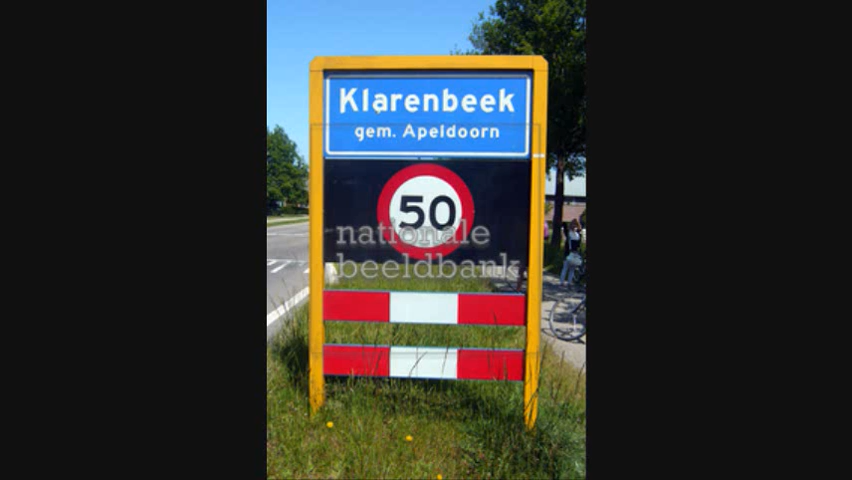 Klarenbeek
gem. Apeldoorn
50
nationale
beeldbank